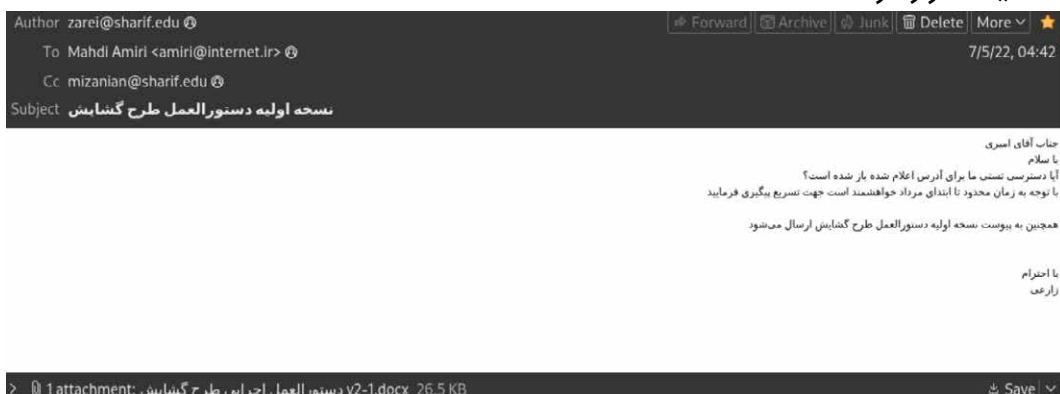 Author zarei@sharif.edu Forward Archive Junk Delete More
To Mahdi Amiri <amiri@internet.ir> 7/5/22, 04:42
Cc mizanian@sharif.edu
Subject نسخه اولیه دستورالعمل طرح گشایش
جناب آقای امیری
با سلام
آیا دسترسی تستی ما برای آدرس اعلام شده باز شده است؟
با توجه به زمان محدود تا ابتدای مرداد خواهشمند است جهت تسریع پیگیری فرمایید
همچنین به پیوست نسخه اولیه دستورالعمل طرح گشایش ارسال می‌شود
با احترام
زارعی
1 attachment: دستورالعمل اجرایی طرح گشایش v2-1.docx 26.5 KB Save